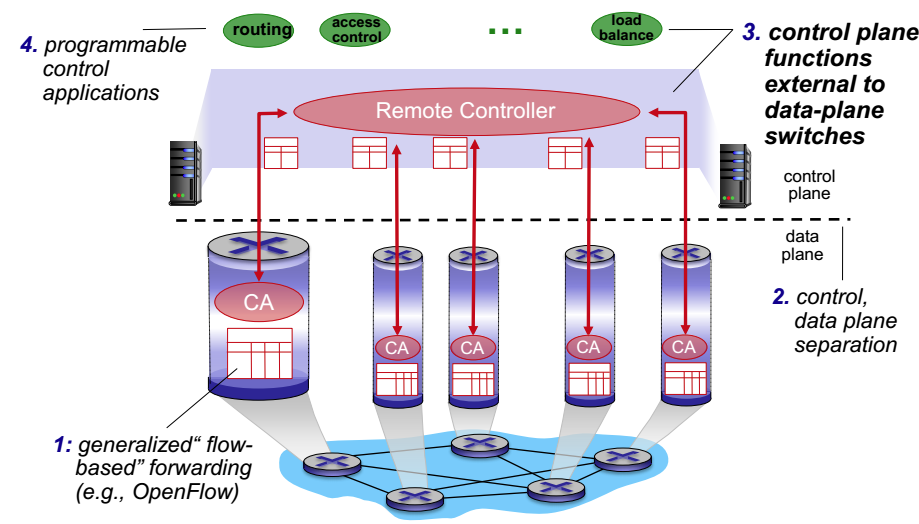 routing
access
control
...
load
balance
4. programmable
control
applications
3. control plane
functions
external to
data-plane
switches
Remote Controller
control
plane
data
plane
CA
CA
CA
CA
CA
2. control,
data plane
separation
1: generalized“ flow-
based” forwarding
(e.g., OpenFlow)